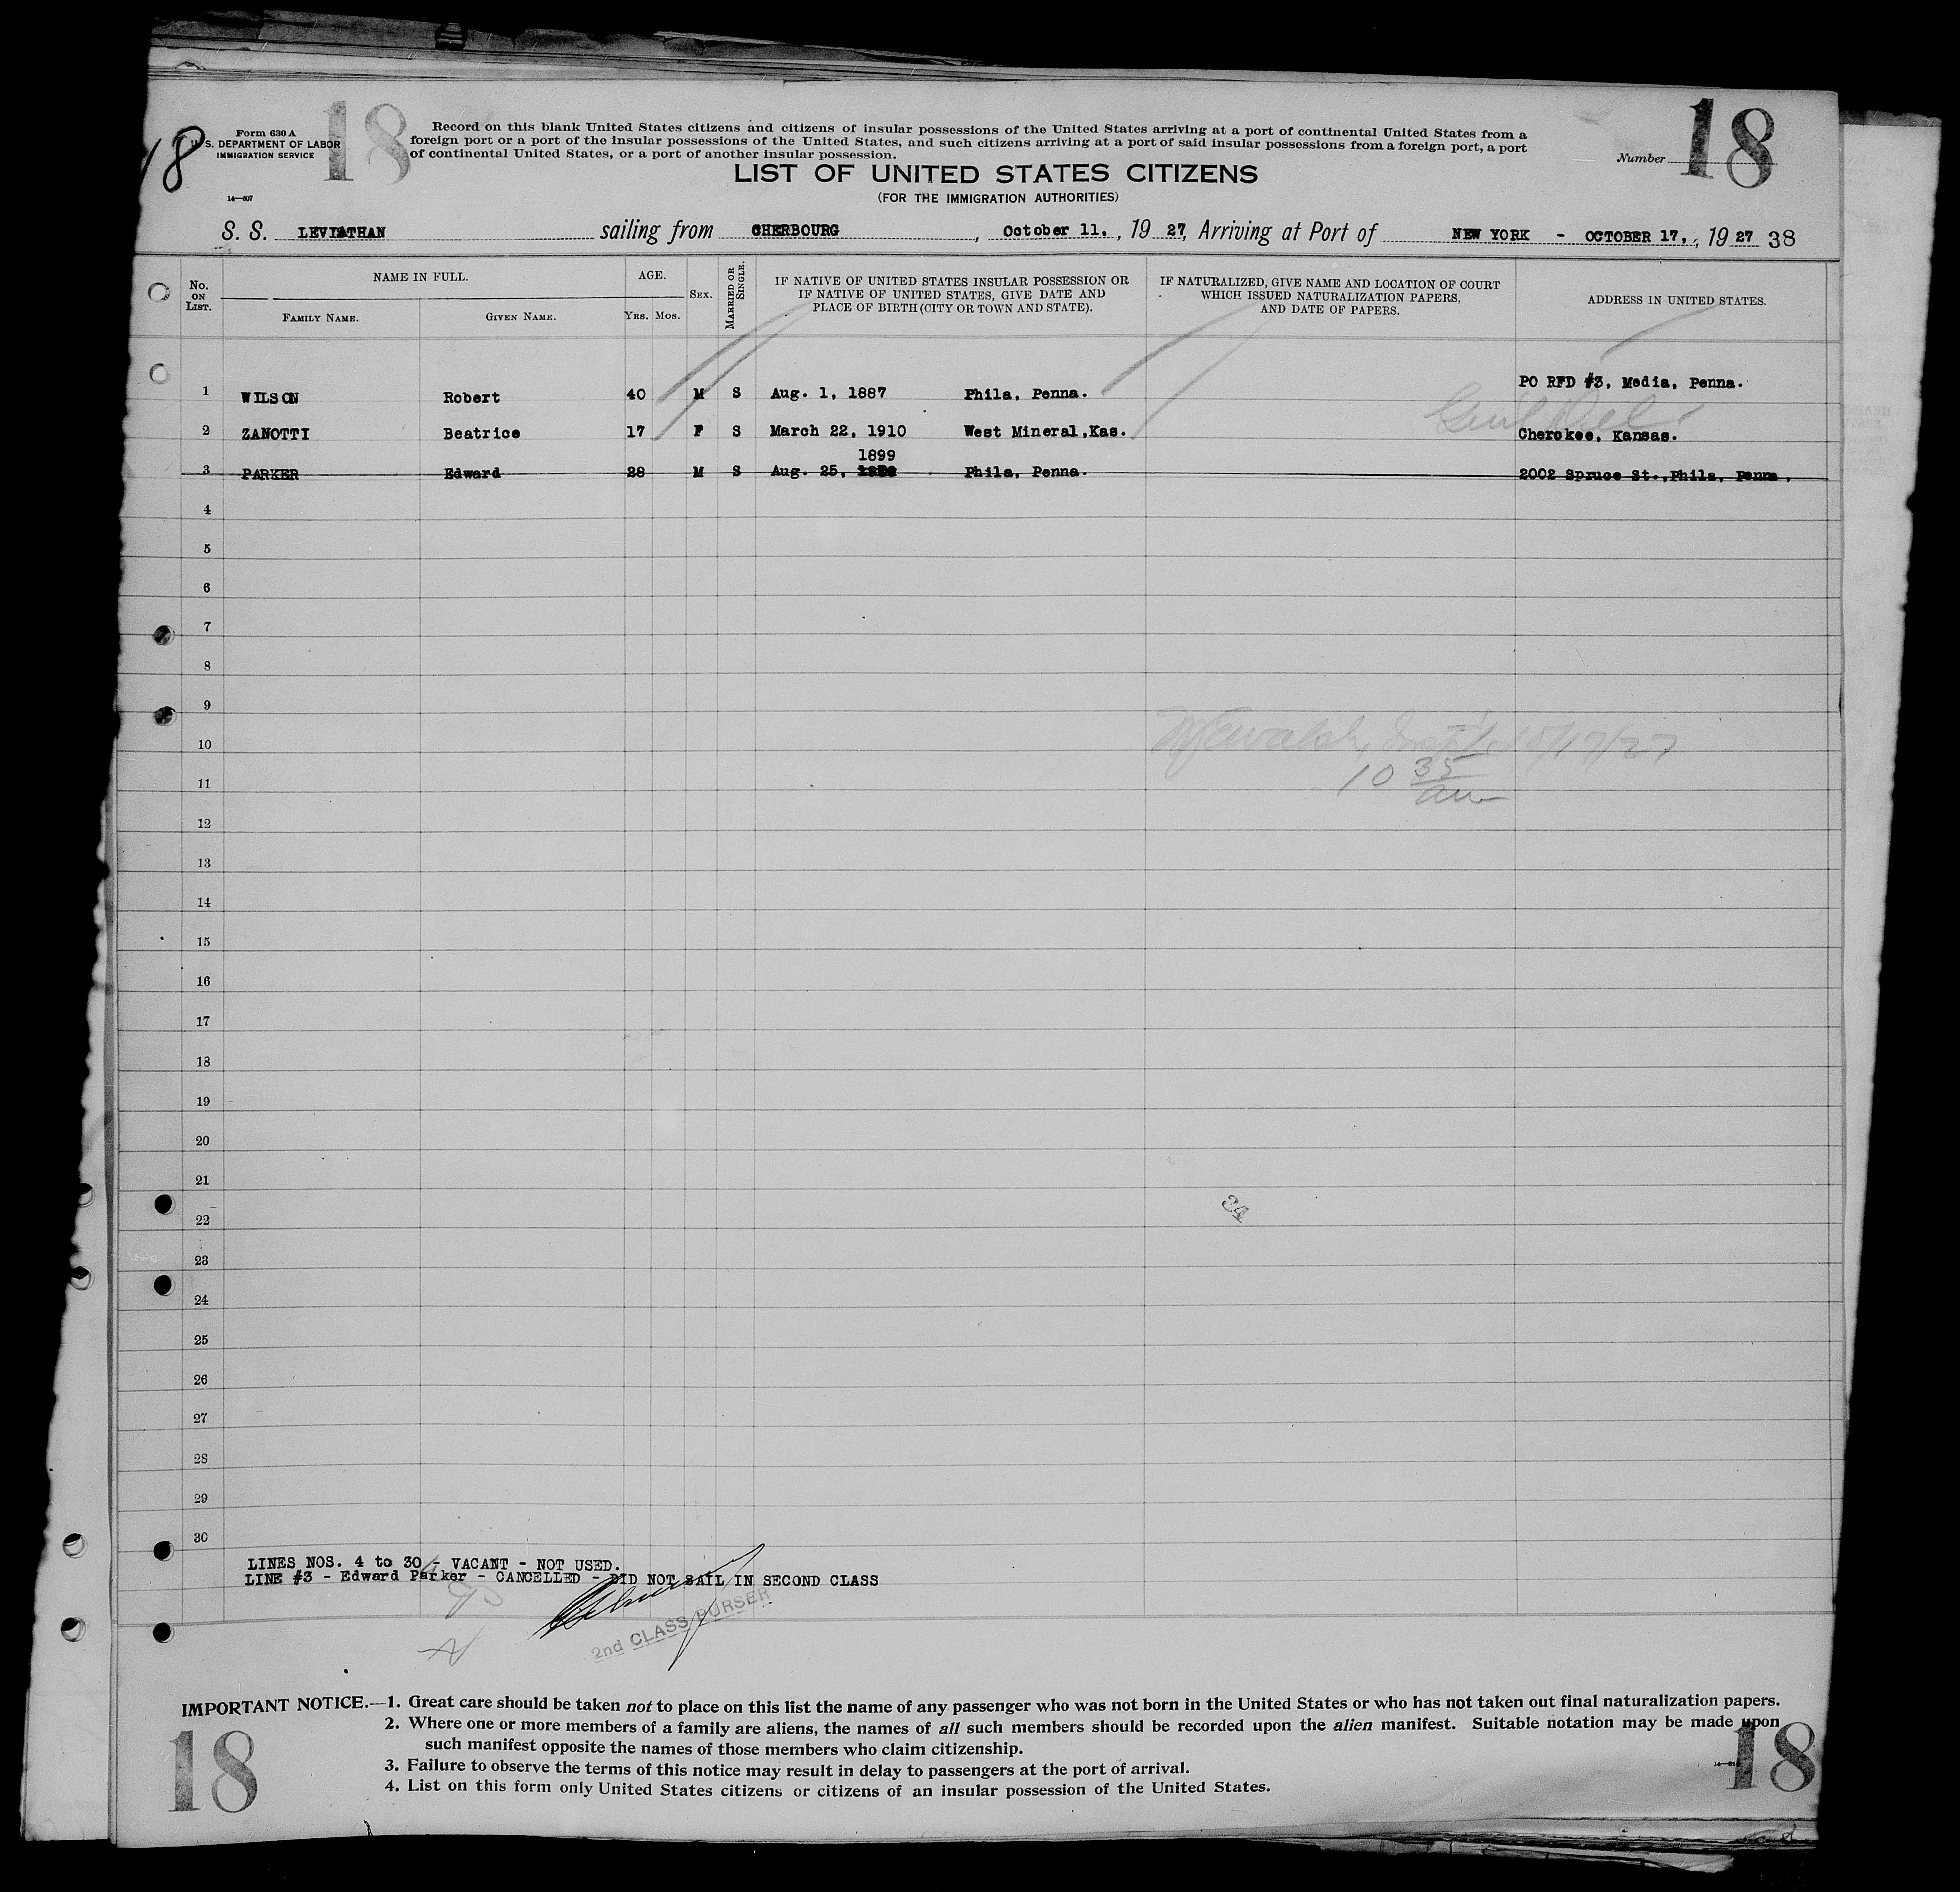 18
18
18
Form 630 A
U. S. DEPARTMENT OF LABOR
IMMIGRATION SERVICE
14—607
Record on this blank United States citizens and citizens of insular possessions of the United States arriving at a port of continental United States from a
foreign port or a port of the insular possessions of the United States, and such citizens arriving at a port of said insular possessions from a foreign port, a port
of continental United States, or a port of another insular possession.
Number
LIST OF UNITED STATES CITIZENS
(FOR THE IMMIGRATION AUTHORITIES)
S. S. LEVIATHAN sailing from CHERBOURG, October 11, , 19 27, Arriving at Port of NEW YORK - OCTOBER 17, , 19 27 38
No. ON LIST.
NAME IN FULL.
FAMILY NAME.
GIVEN NAME.
AGE.
YRS. MOS.
SEX.
MARRIED OR SINGLE.
IF NATIVE OF UNITED STATES INSULAR POSSESSION OR
IF NATIVE OF UNITED STATES, GIVE DATE AND
PLACE OF BIRTH (CITY OR TOWN AND STATE).
IF NATURALIZED, GIVE NAME AND LOCATION OF COURT
WHICH ISSUED NATURALIZATION PAPERS,
AND DATE OF PAPERS.
ADDRESS IN UNITED STATES.
1 WILSON Robert 40 M S Aug. 1, 1887 Phila, Penna. PO RFD #3, Media, Penna.
2 ZANOTTI Beatrice 17 F S March 22, 1910 West Mineral,Kas. Cherokee, Kansas.
1899
3 PARKER Edward 28 M S Aug. 25, Phila, Penna. 2002 Spruce St.,Phila, Penna.
4
5
6
7
8
9
10 10/17/27
10 35
am
11
12
13
14
15
16
17
18
19
20
21
34
22
23
24
25
26
27
28
29
30
LINES NOS. 4 to 30 - VACANT - NOT USED.
LINE #3 - Edward Parker - CANCELLED - DID NOT SAIL IN SECOND CLASS
2nd CLASS PURSER
IMPORTANT NOTICE.—1. Great care should be taken not to place on this list the name of any passenger who was not born in the United States or who has not taken out final naturalization papers.
2. Where one or more members of a family are aliens, the names of all such members should be recorded upon the alien manifest. Suitable notation may be made upon
such manifest opposite the names of those members who claim citizenship.
3. Failure to observe the terms of this notice may result in delay to passengers at the port of arrival.
4. List on this form only United States citizens or citizens of an insular possession of the United States.
18
18